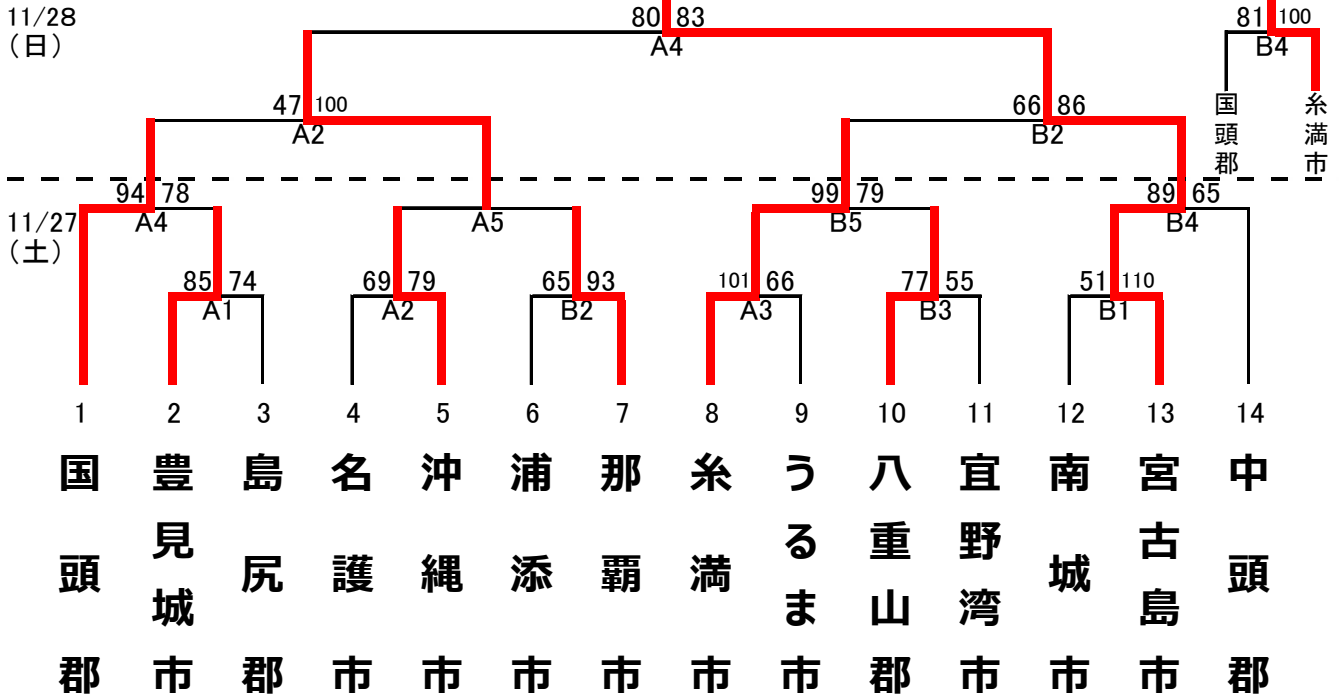 11/28
(日)
80 83
A4
81 100
B4
国頭郡
糸満市
47 100
A2
66 86
B2
11/27
(土)
94 78
A4
A5
99 79
B5
89 65
B4
85 74
A1
69 79
A2
65 93
B2
101 66
A3
77 55
B3
51 110
B1
1 2 3 4 5 6 7 8 9 10 11 12 13 14
国頭郡
豊見城市
島尻郡
名護市
沖縄市
浦添市
那覇市
糸満市
うるま市
八重山郡
宜野湾市
南城市
宮古島市
中頭郡